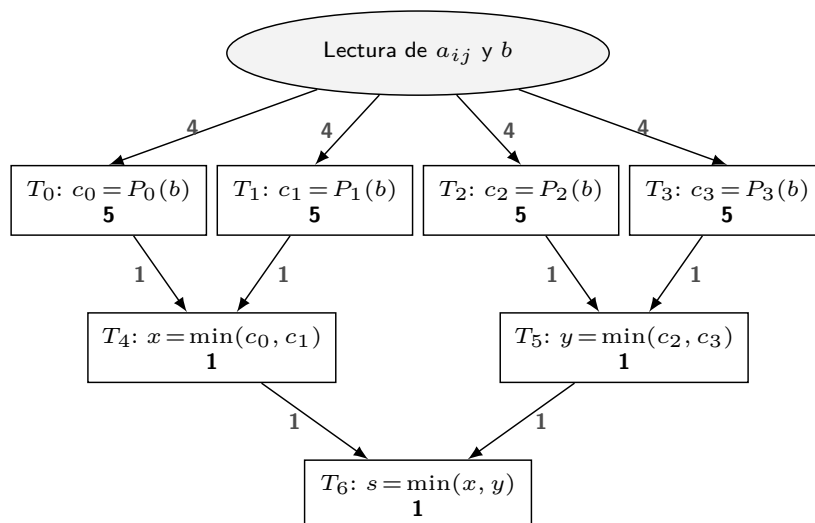 Lectura de a_{ij} y b
4 4 4 4
T_0: c_0 = P_0(b)
5
T_1: c_1 = P_1(b)
5
T_2: c_2 = P_2(b)
5
T_3: c_3 = P_3(b)
5
1 1 1 1
T_4: x = min(c_0, c_1)
1
T_5: y = min(c_2, c_3)
1
1 1
T_6: s = min(x, y)
1